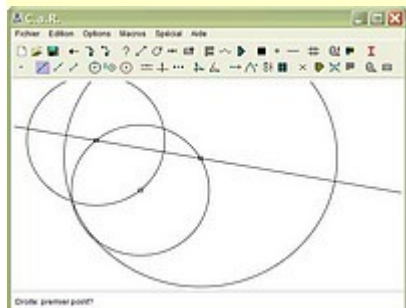 C.a.R.
Fichier Edition Options Macros Spécial Aide
Droite: premier point?